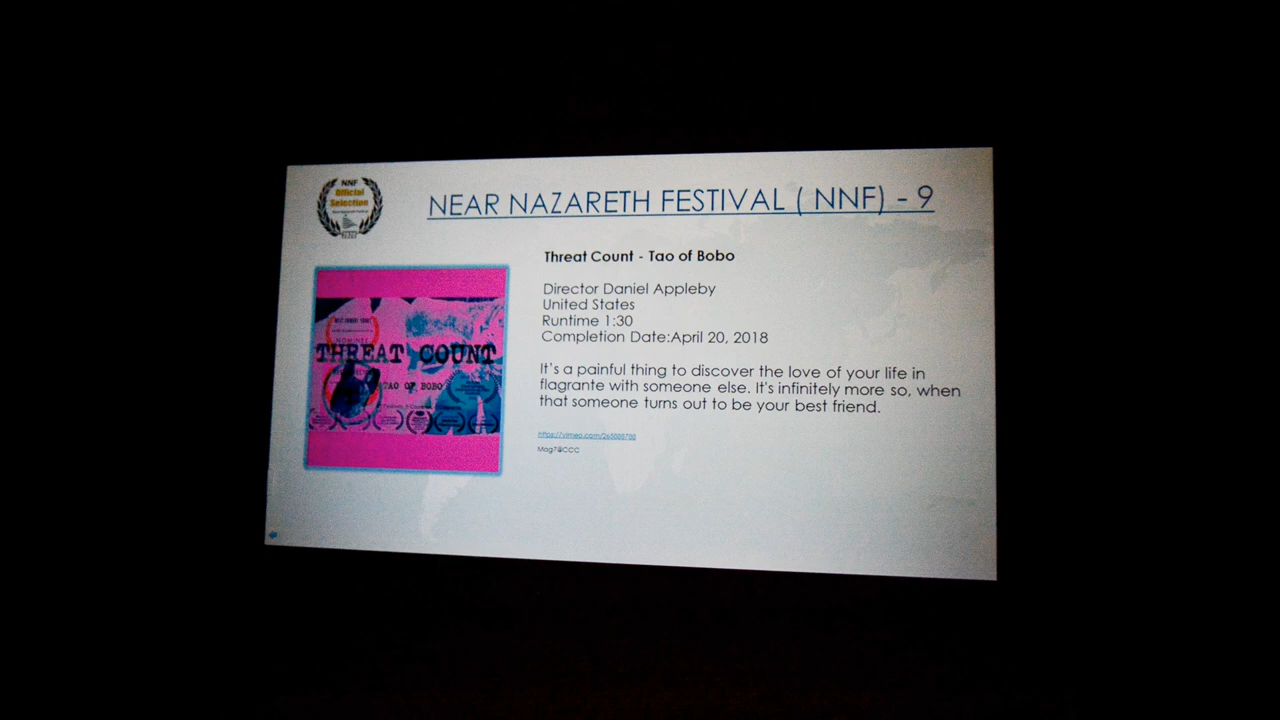 NNF
Official
Selection
NEAR NAZARETH FESTIVAL ( NNF) - 9
Threat Count - Tao of Bobo
Director Daniel Appleby
United States
Runtime 1:30
Completion Date:April 20, 2018
It's a painful thing to discover the love of your life in
flagrante with someone else. It's infinitely more so, when
that someone turns out to be your best friend.
Mag7@CCC
NOMINEE
THREAT COUNT
TAO OF BOBO